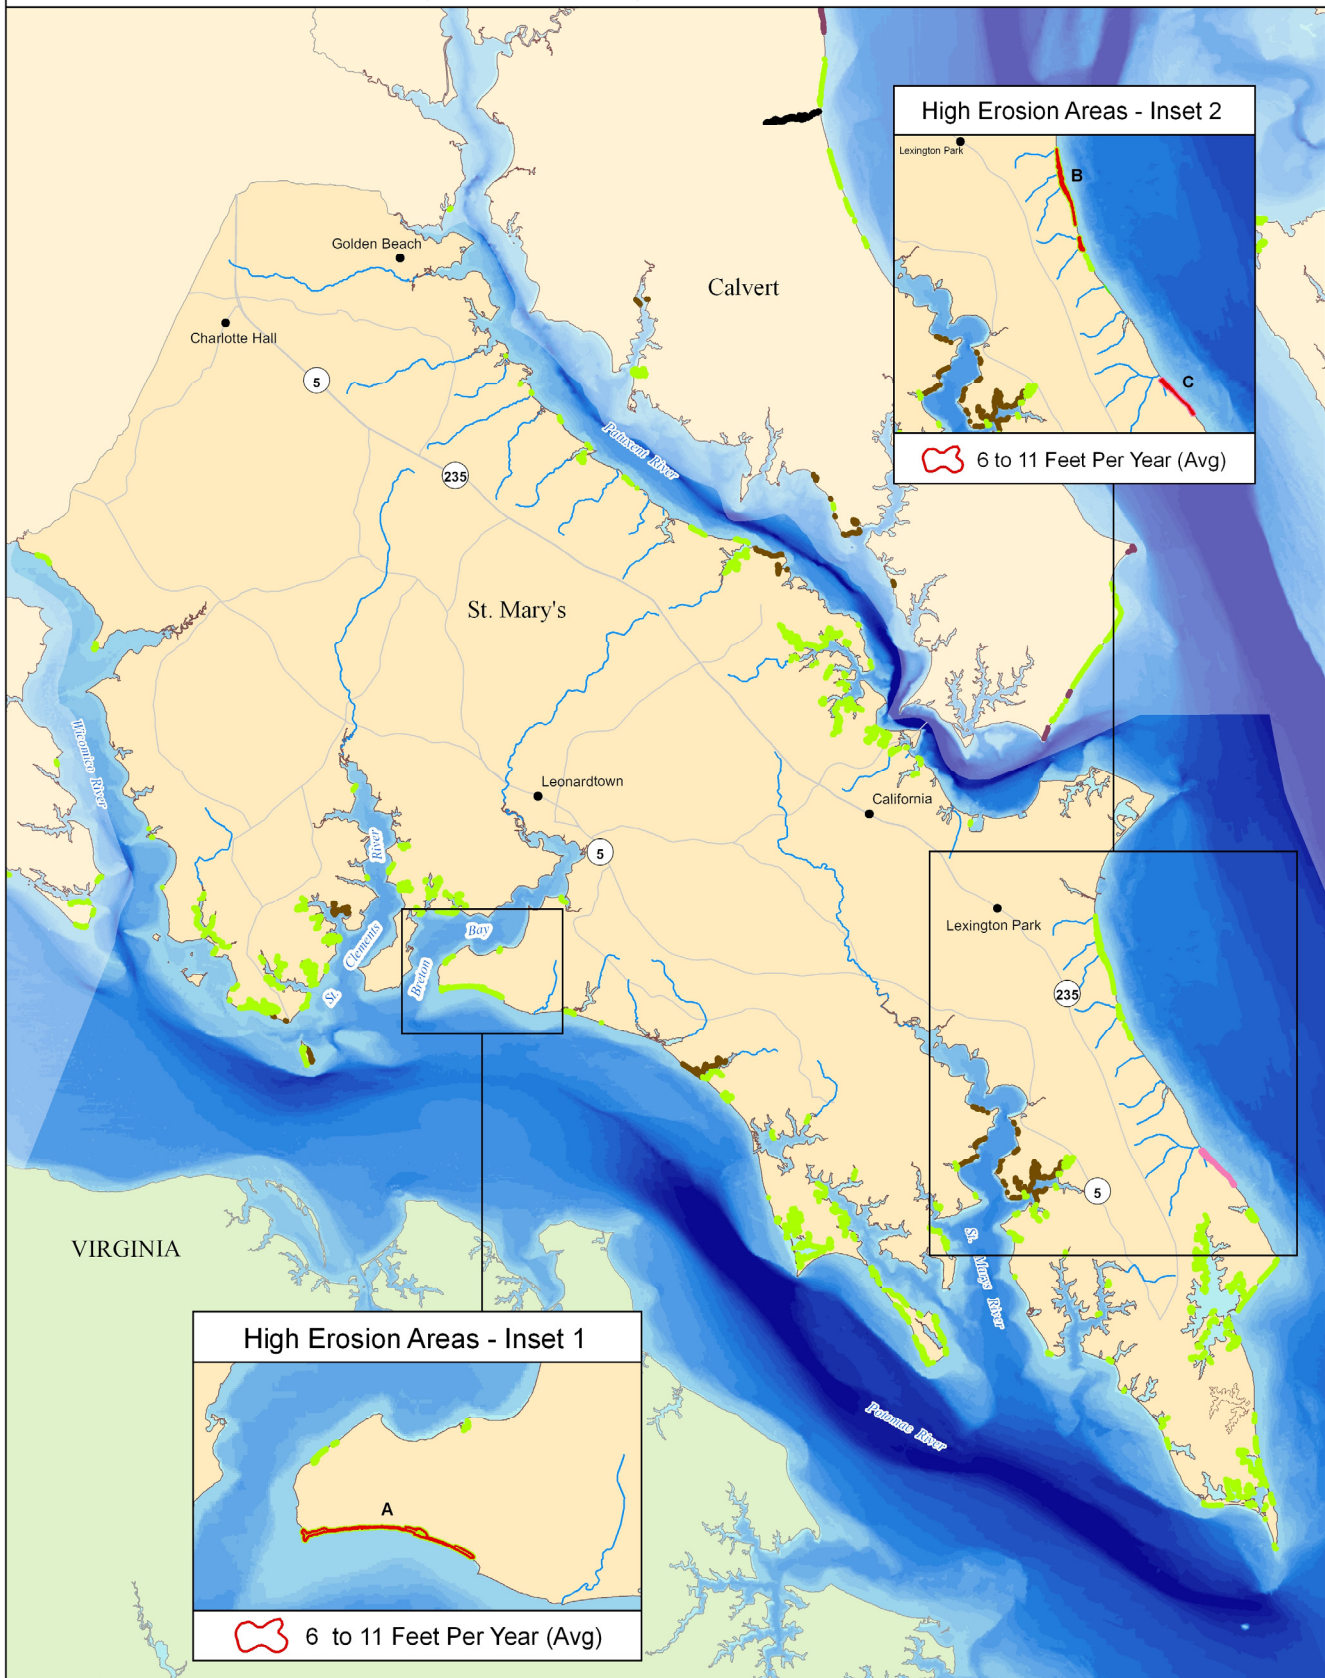 High Erosion Areas - Inset 2
Lexington Park
B
C
6 to 11 Feet Per Year (Avg)
Golden Beach
Calvert
Charlotte Hall
5
235
Patuxent River
St. Mary's
Wicomico River
Leonardtown
California
River
5
Lexington Park
Bay
Clements
Breton
St.
235
5
VIRGINIA
St. Marys River
High Erosion Areas - Inset 1
A
6 to 11 Feet Per Year (Avg)
Potomac River